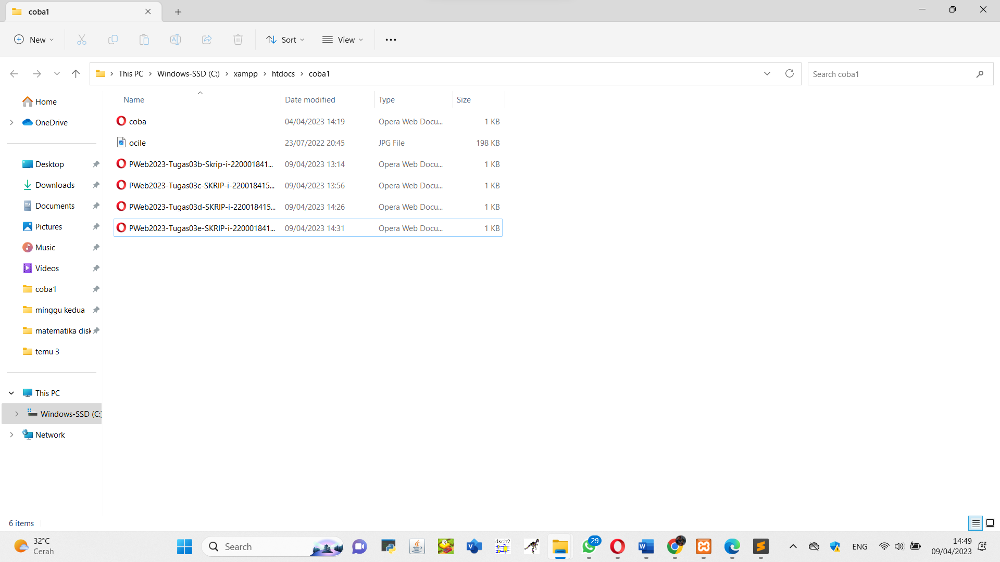 coba1
New
Sort
View
This PC
Windows-SSD (C:)
xampp
htdocs
coba1
Search coba1
Name
Date modified
Type
Size
coba 04/04/2023 14:19 Opera Web Docu... 1 KB
ocile 23/07/2022 20:45 JPG File 198 KB
PWeb2023-Tugas03b-Skrip-i-220001841... 09/04/2023 13:14 Opera Web Docu... 1 KB
PWeb2023-Tugas03c-SKRIP-i-220018415... 09/04/2023 13:56 Opera Web Docu... 1 KB
PWeb2023-Tugas03d-SKRIP-i-220018415... 09/04/2023 14:26 Opera Web Docu... 1 KB
PWeb2023-Tugas03e-SKRIP-i-220001841... 09/04/2023 14:31 Opera Web Docu... 1 KB
Home
OneDrive
Desktop
Downloads
Documents
Pictures
Music
Videos
coba1
minggu kedua
matematika disk
temu 3
This PC
Windows-SSD (C:)
Network
6 items
32°C
Cerah
Search
dsch2
29
ENG
14:49
09/04/2023